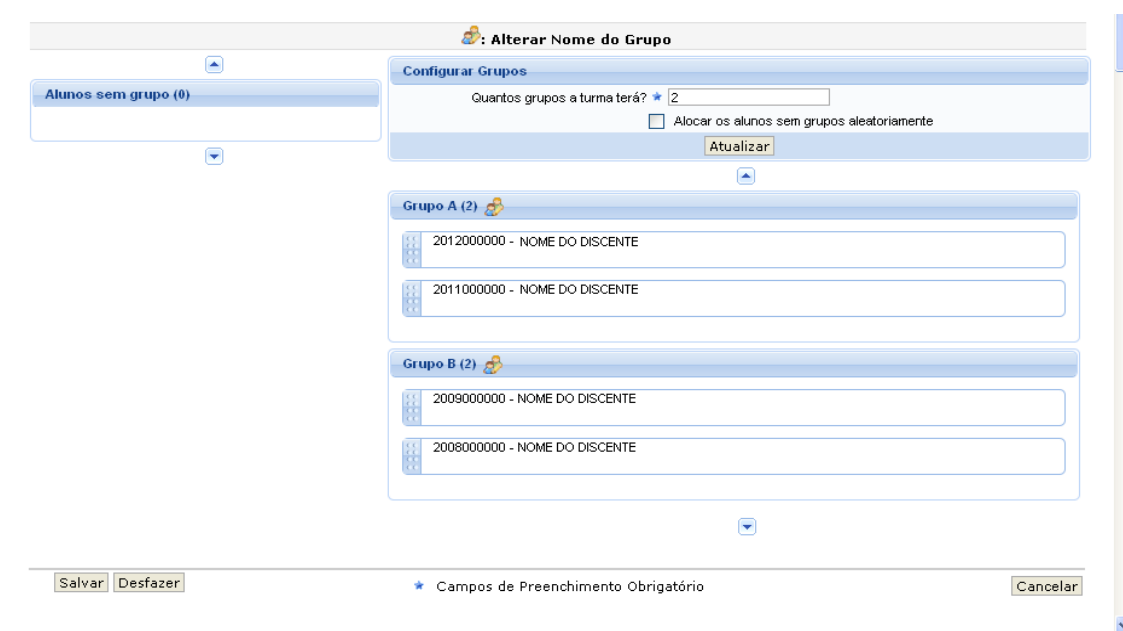 : Alterar Nome do Grupo
Alunos sem grupo (0)
Configurar Grupos
Quantos grupos a turma terá? 2
Alocar os alunos sem grupos aleatoriamente
Atualizar
Grupo A (2)
2012000000 - NOME DO DISCENTE
2011000000 - NOME DO DISCENTE
Grupo B (2)
2009000000 - NOME DO DISCENTE
2008000000 - NOME DO DISCENTE
Salvar Desfazer
Campos de Preenchimento Obrigatório
Cancelar